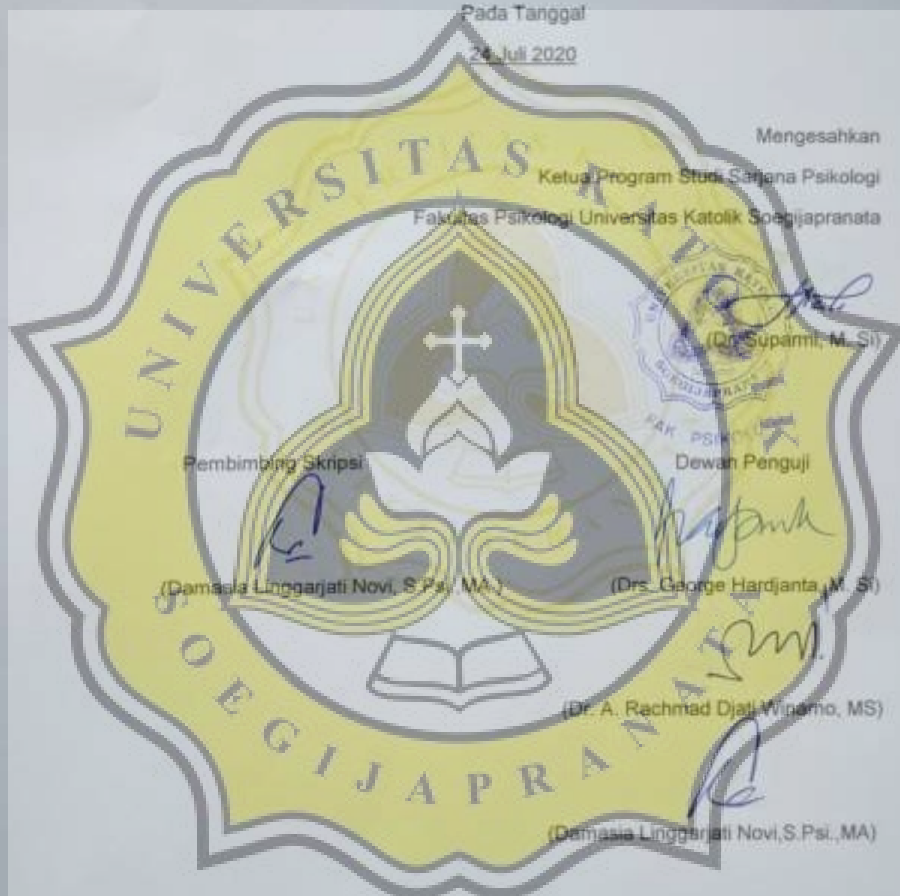 Pada Tanggal
24 Juli 2020
Mengesahkan
Ketua Program Studi Sarjana Psikologi
Fakultas Psikologi Universitas Katolik Soegijapranata
(Dr. Suparmi, M. Si)
FAK PSIKOLOGI
Pembimbing Skripsi
Dewan Penguji
(Damasia Linggarjati Novi, S.Psi, MA.)
(Drs. George Hardjanta, M. Si)
(Dr. A. Rachmad Djati Winarno, MS)
(Damasia Linggarjati Novi,S.Psi.,MA)
UNIVERSITAS KATOLIK
SOEGIJAPRANATA